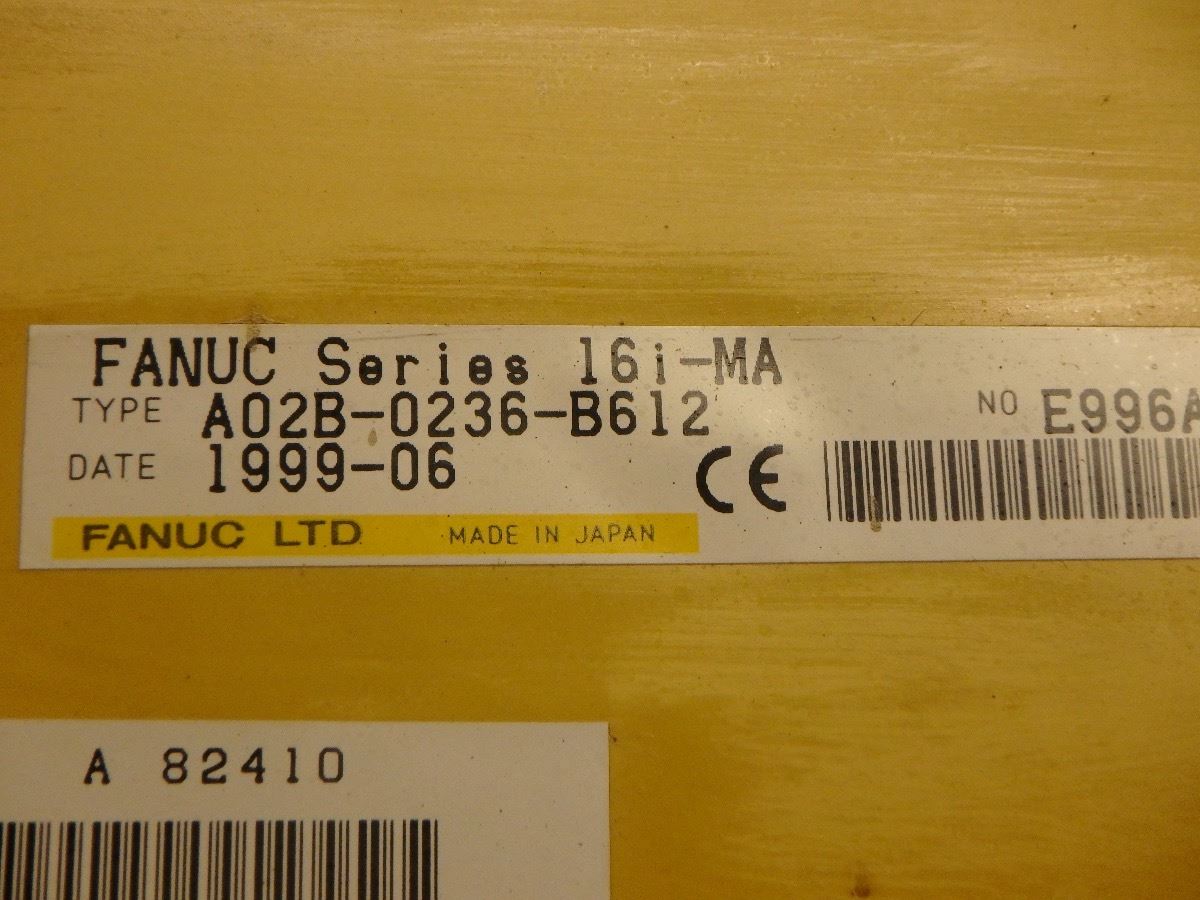 FANUC Series 16i-MA
TYPE A02B-0236-B612 NO E996A
DATE 1999-06 CE
FANUC LTD MADE IN JAPAN
A 82410